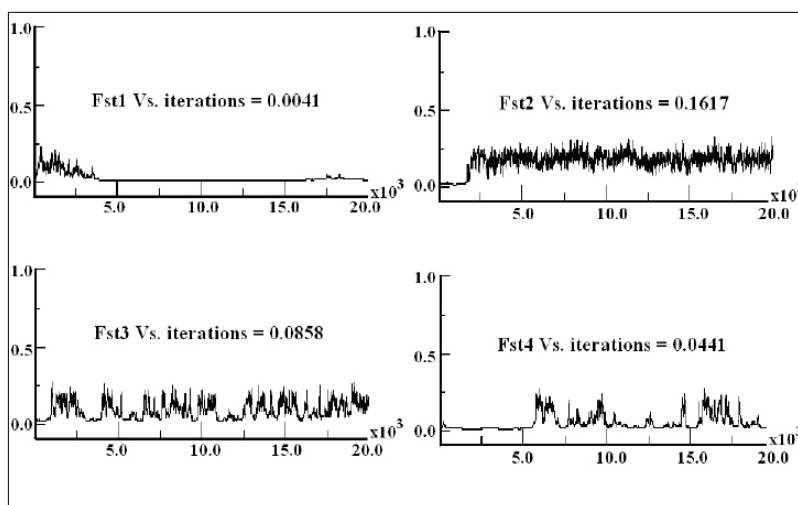 1.0
Fst1 Vs. iterations = 0.0041
0.5
0.0
5.0 10.0 15.0 20.0
x10³
1.0
Fst2 Vs. iterations = 0.1617
0.5
0.0
5.0 10.0 15.0 20.0
1.0
Fst3 Vs. iterations = 0.0858
0.5
0.0
5.0 10.0 15.0 20.0
x10³
1.0
Fst4 Vs. iterations = 0.0441
0.5
0.0
5.0 10.0 15.0 20.0
x10³